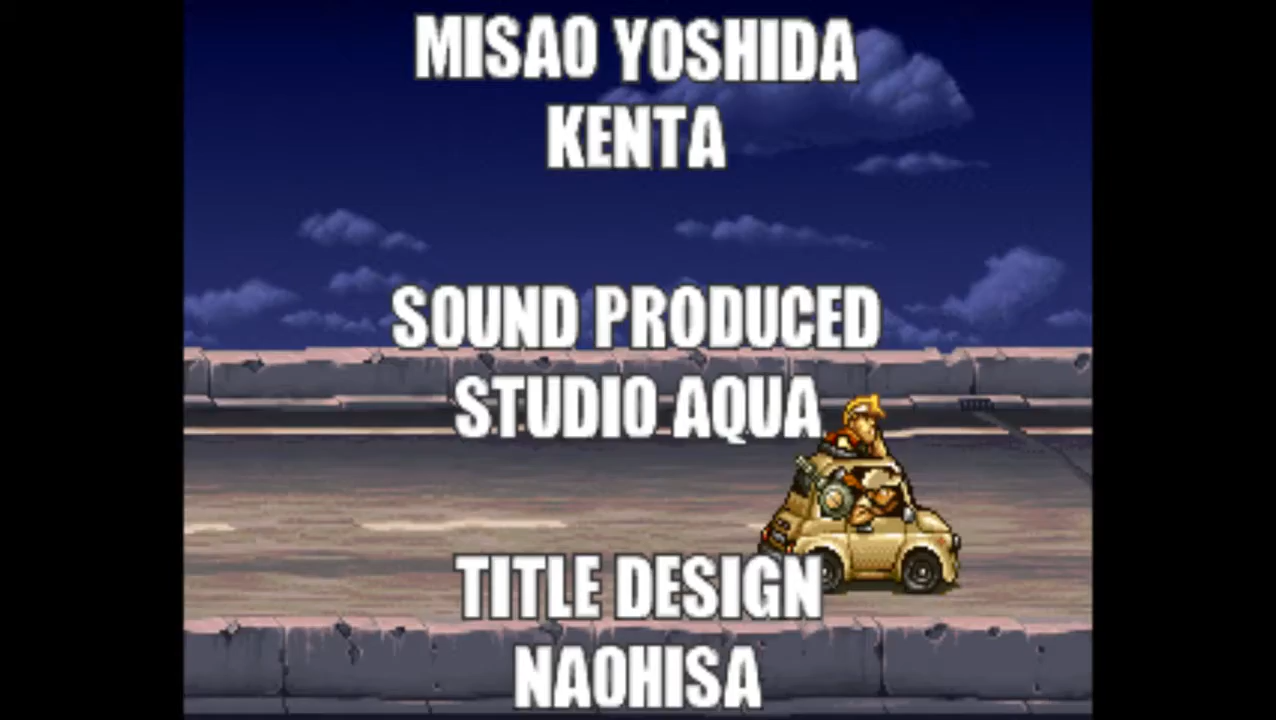 MISAO YOSHIDA
KENTA
SOUND PRODUCED
STUDIO AQUA
TITLE DESIGN
NAOHISA